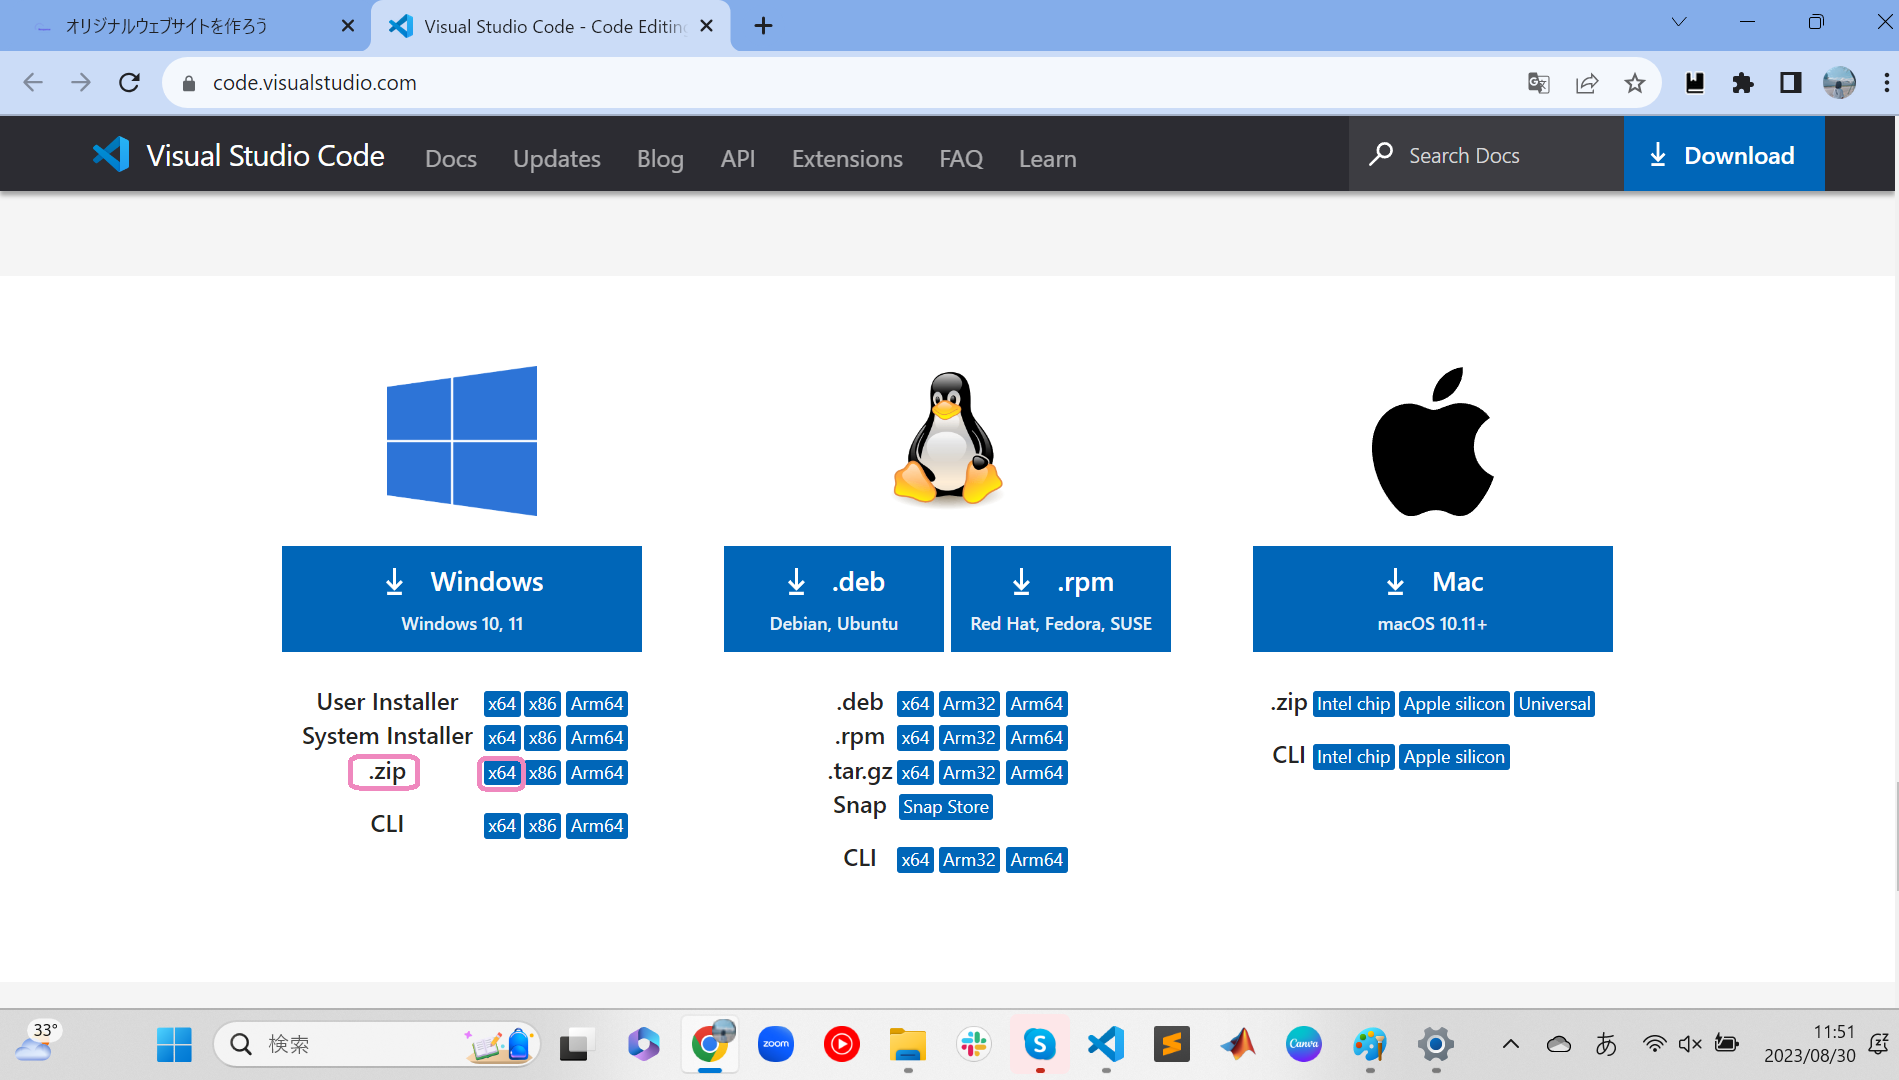 オリジナルウェブサイトを作ろう
Visual Studio Code - Code Editing
code.visualstudio.com
Visual Studio Code
Docs
Updates
Blog
API
Extensions
FAQ
Learn
Search Docs
Download
Windows
Windows 10, 11
.deb
Debian, Ubuntu
.rpm
Red Hat, Fedora, SUSE
Mac
macOS 10.11+
User Installer x64 x86 Arm64
System Installer x64 x86 Arm64
.zip x64 x86 Arm64
CLI x64 x86 Arm64
.deb x64 Arm32 Arm64
.rpm x64 Arm32 Arm64
.tar.gz x64 Arm32 Arm64
Snap Snap Store
CLI x64 Arm32 Arm64
.zip Intel chip Apple silicon Universal
CLI Intel chip Apple silicon
33°
検索
zoom
S
S
Canva
あ
11:51
2023/08/30